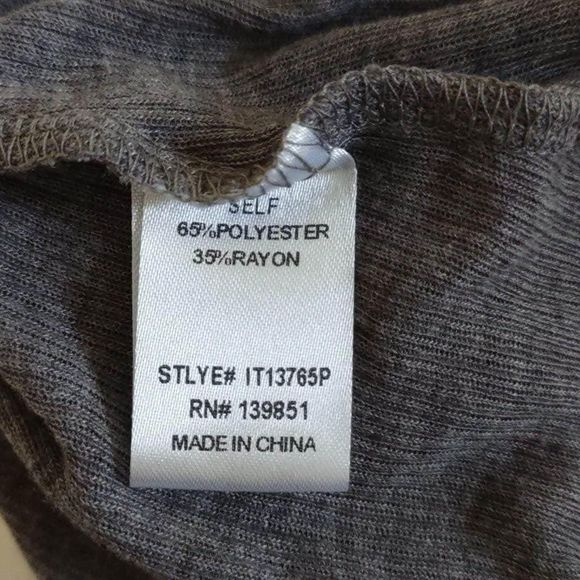 SELF
65%POLYESTER
35%RAYON
STLYE# IT13765P
RN# 139851
MADE IN CHINA